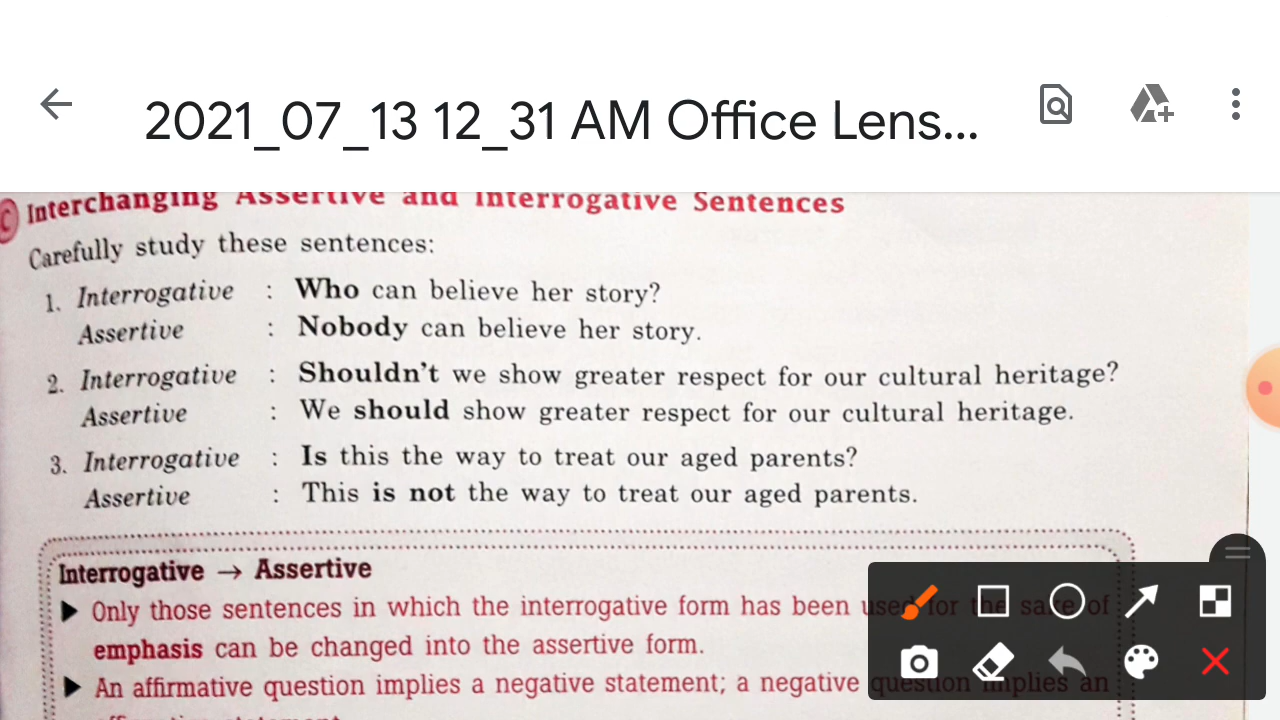 2021_07_13 12_31 AM Office Lens...
C Interchanging Assertive and Interrogative Sentences
Carefully study these sentences:
1. Interrogative : Who can believe her story?
Assertive : Nobody can believe her story.
2. Interrogative : Shouldn't we show greater respect for our cultural heritage?
Assertive : We should show greater respect for our cultural heritage.
3. Interrogative : Is this the way to treat our aged parents?
Assertive : This is not the way to treat our aged parents.
Interrogative → Assertive
▶ Only those sentences in which the interrogative form has been used for the sake of
emphasis can be changed into the assertive form.
▶ An affirmative question implies a negative statement; a negative question implies an
affirmative statement.